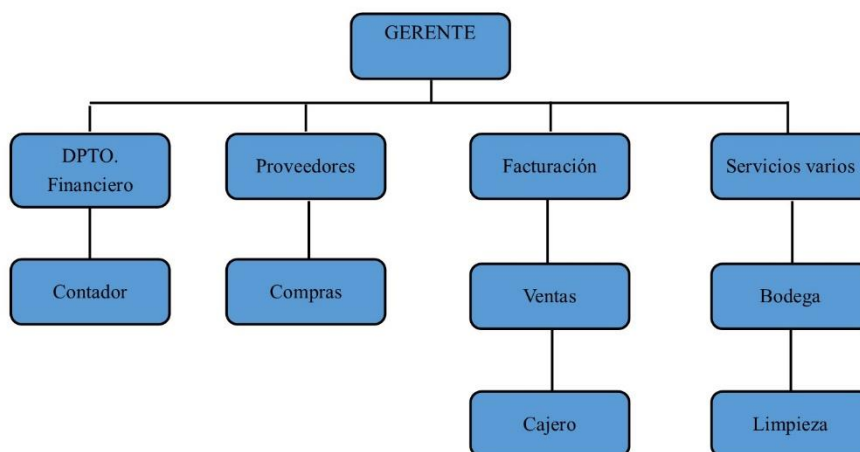 GERENTE
DPTO.
Financiero
Proveedores
Facturación
Servicios varios
Contador
Compras
Ventas
Bodega
Cajero
Limpieza